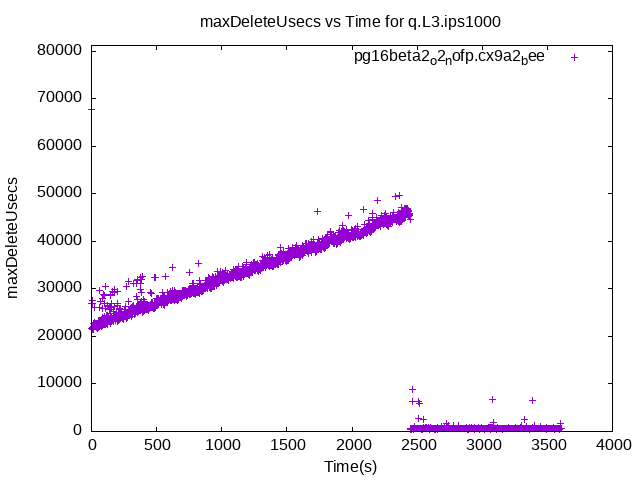 maxDeleteUsecs vs Time for q.L3.ips1000
pg16beta2o2nofp.cx9a2bee
80000
70000
60000
50000
40000
30000
20000
10000
0
maxDeleteUsecs
0 500 1000 1500 2000 2500 3000 3500 4000
Time(s)